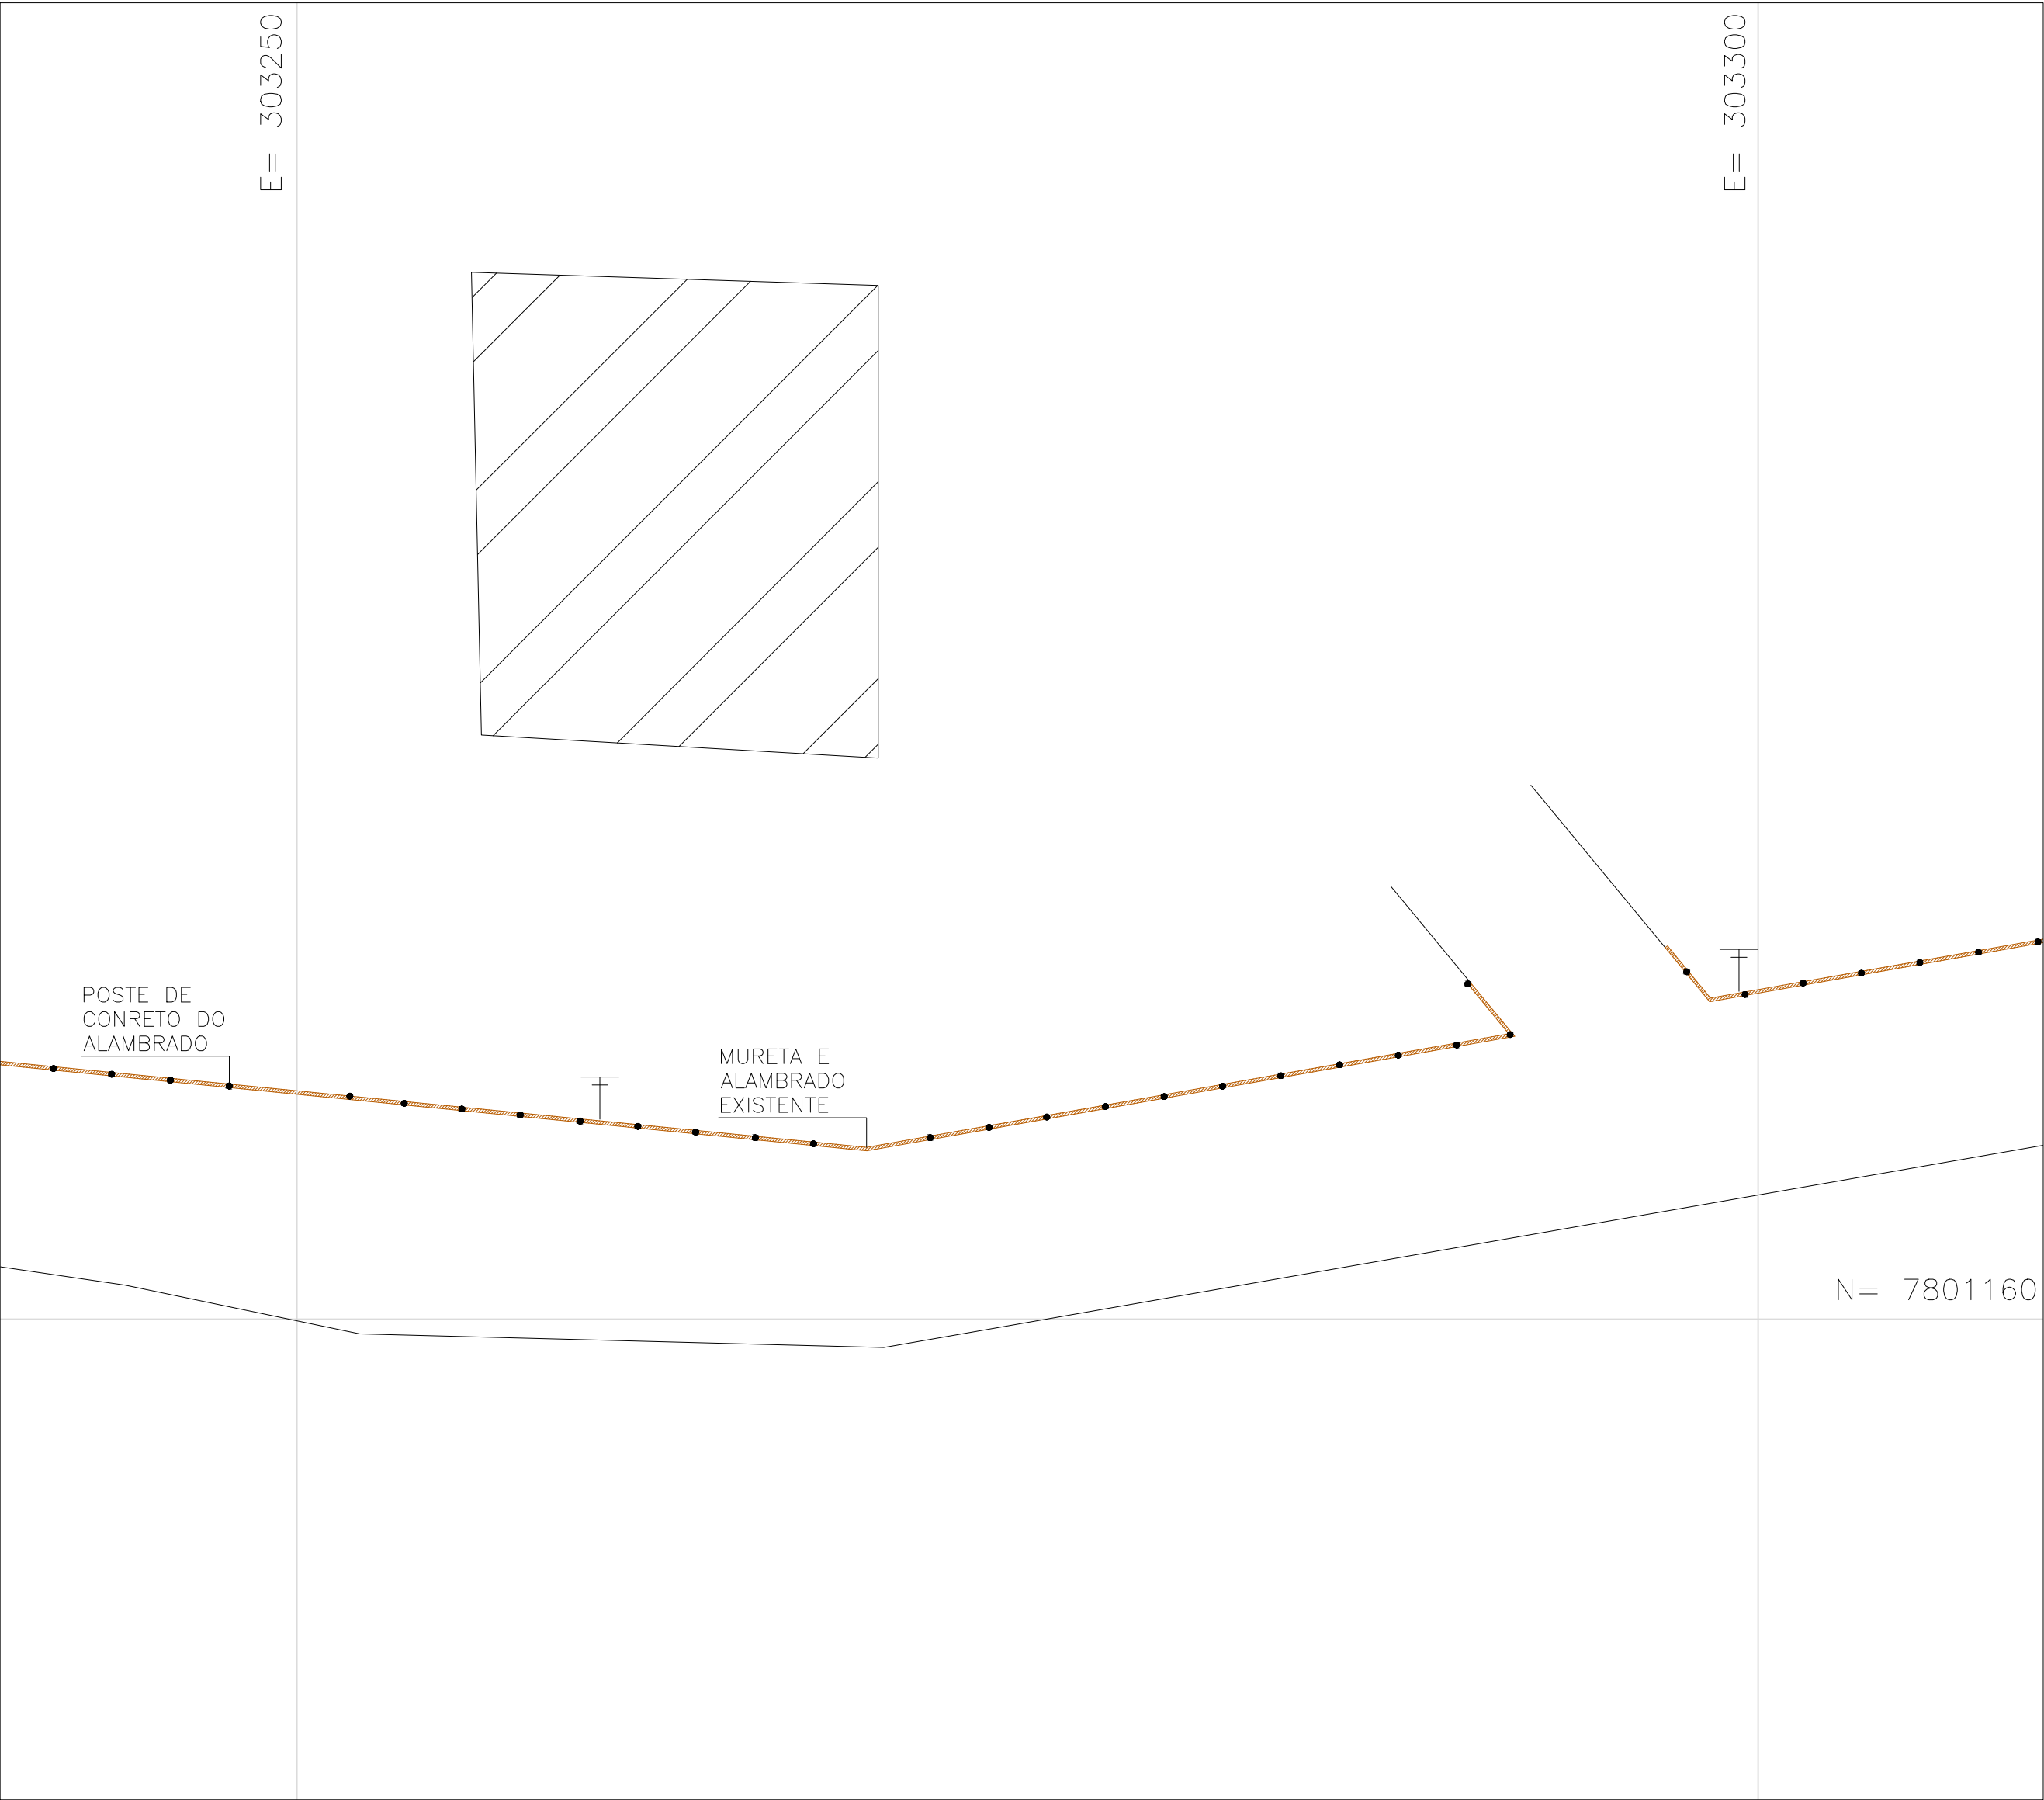 E= 303250
E= 303300
POSTE DE
CONRETO DO
ALAMBRADO
MURETA E
ALAMBRADO
EXISTENTE
N= 7801160